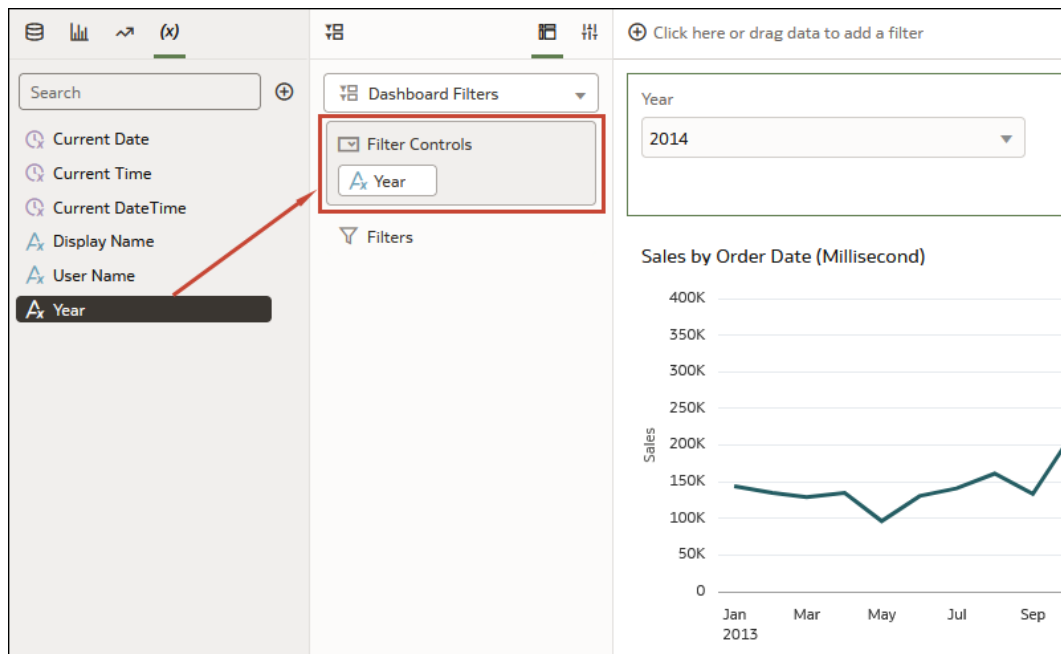 (x)
Search
Current Date
Current Time
Current DateTime
Display Name
User Name
Year
Dashboard Filters
Filter Controls
Year
Filters
Click here or drag data to add a filter
Year
2014
Sales by Order Date (Millisecond)
Sales
400K
350K
300K
250K
200K
150K
100K
50K
0
Jan Mar May Jul Sep
2013